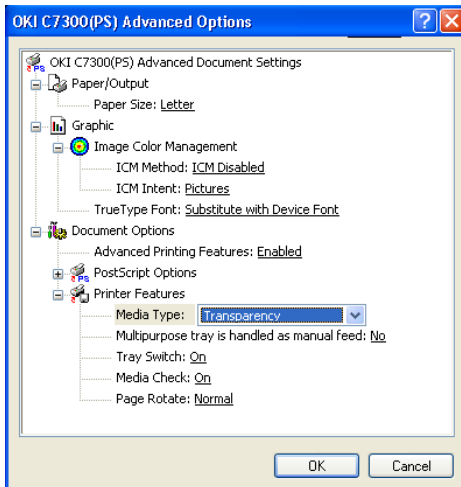 OKI C7300(PS) Advanced Options
OKI C7300(PS) Advanced Document Settings
Paper/Output
Paper Size: Letter
Graphic
Image Color Management
ICM Method: ICM Disabled
ICM Intent: Pictures
TrueType Font: Substitute with Device Font
Document Options
Advanced Printing Features: Enabled
PostScript Options
Printer Features
Media Type: Transparency
Multipurpose tray is handled as manual feed: No
Tray Switch: On
Media Check: On
Page Rotate: Normal
OK Cancel